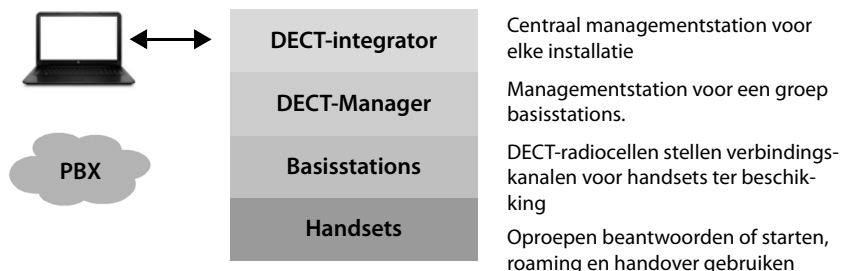 DECT-integrator
Centraal managementstation voor
elke installatie
DECT-Manager
Managementstation voor een groep
basisstations.
PBX
Basisstations
DECT-radiocellen stellen verbindings-
kanalen voor handsets ter beschik-
king
Handsets
Oproepen beantwoorden of starten,
roaming en handover gebruiken